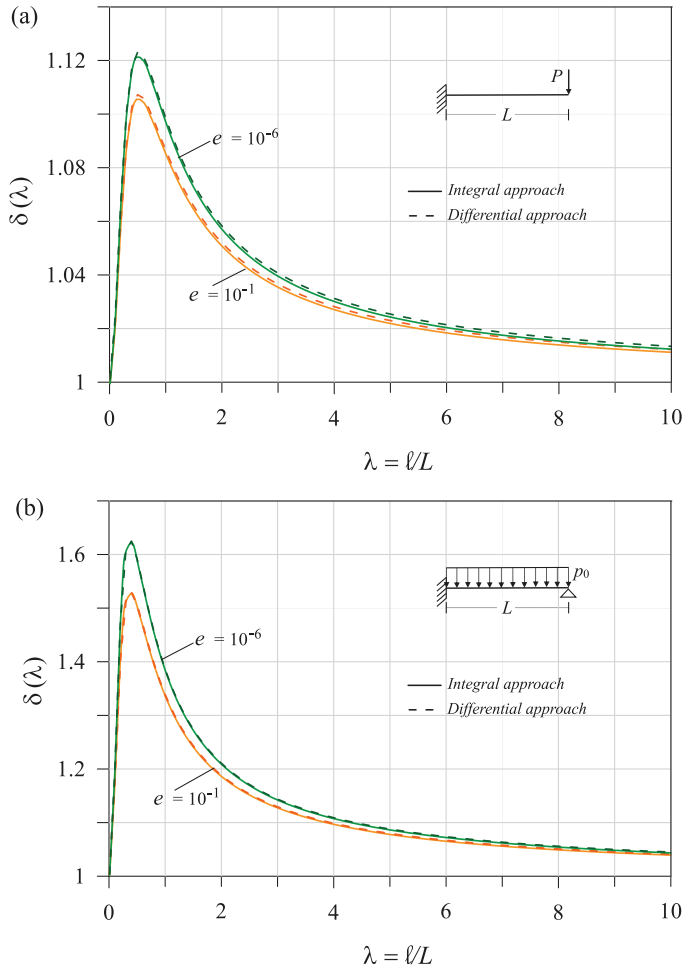 (a)
1.12
1.08
1.04
1
δ (λ)
P
L
e = 10⁻⁶
Integral approach
Differential approach
e = 10⁻¹
0 2 4 6 8 10
λ = ℓ/L
(b)
1.6
1.4
1.2
1
δ (λ)
p₀
L
e = 10⁻⁶
Integral approach
Differential approach
e = 10⁻¹
0 2 4 6 8 10
λ = ℓ/L